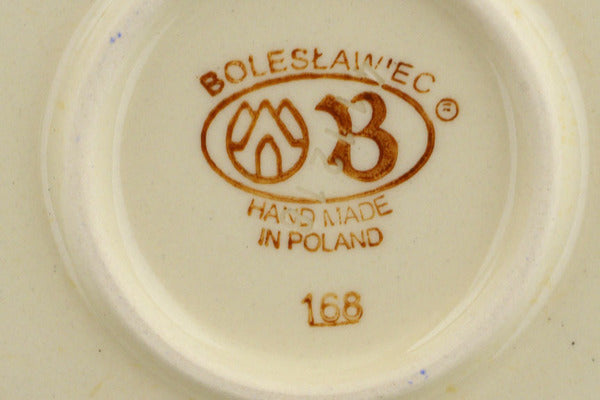 BOLESŁAWIEC ®
B
HAND MADE
IN POLAND
168